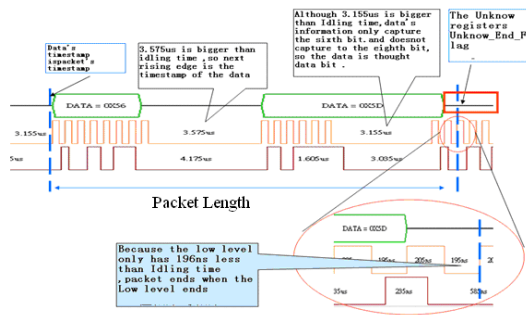 Data's
timestamp
ispacket's
timestamp
3.575us is bigger than
idling time ,so next
rising edge is the
timestamp of the data
Although 3.155us is bigger
than Idling time,data's
information only capture
the sixth bit.and doesnot
capture to the eighth bit,
so the data is thought
data bit .
The Unknow
registers
Unknow_End_F
lag
DATA = 0X56
DATA = 0X5D
3.155us
3.575us
3.155us
5us
4.175us
1.605us
3.035us
Packet Length
DATA = 0X5D
Because the low level
only has 196ns less
than Idling time
,packet ends when the
Low level ends
195ns
205ns
195ns
20
35us
235us